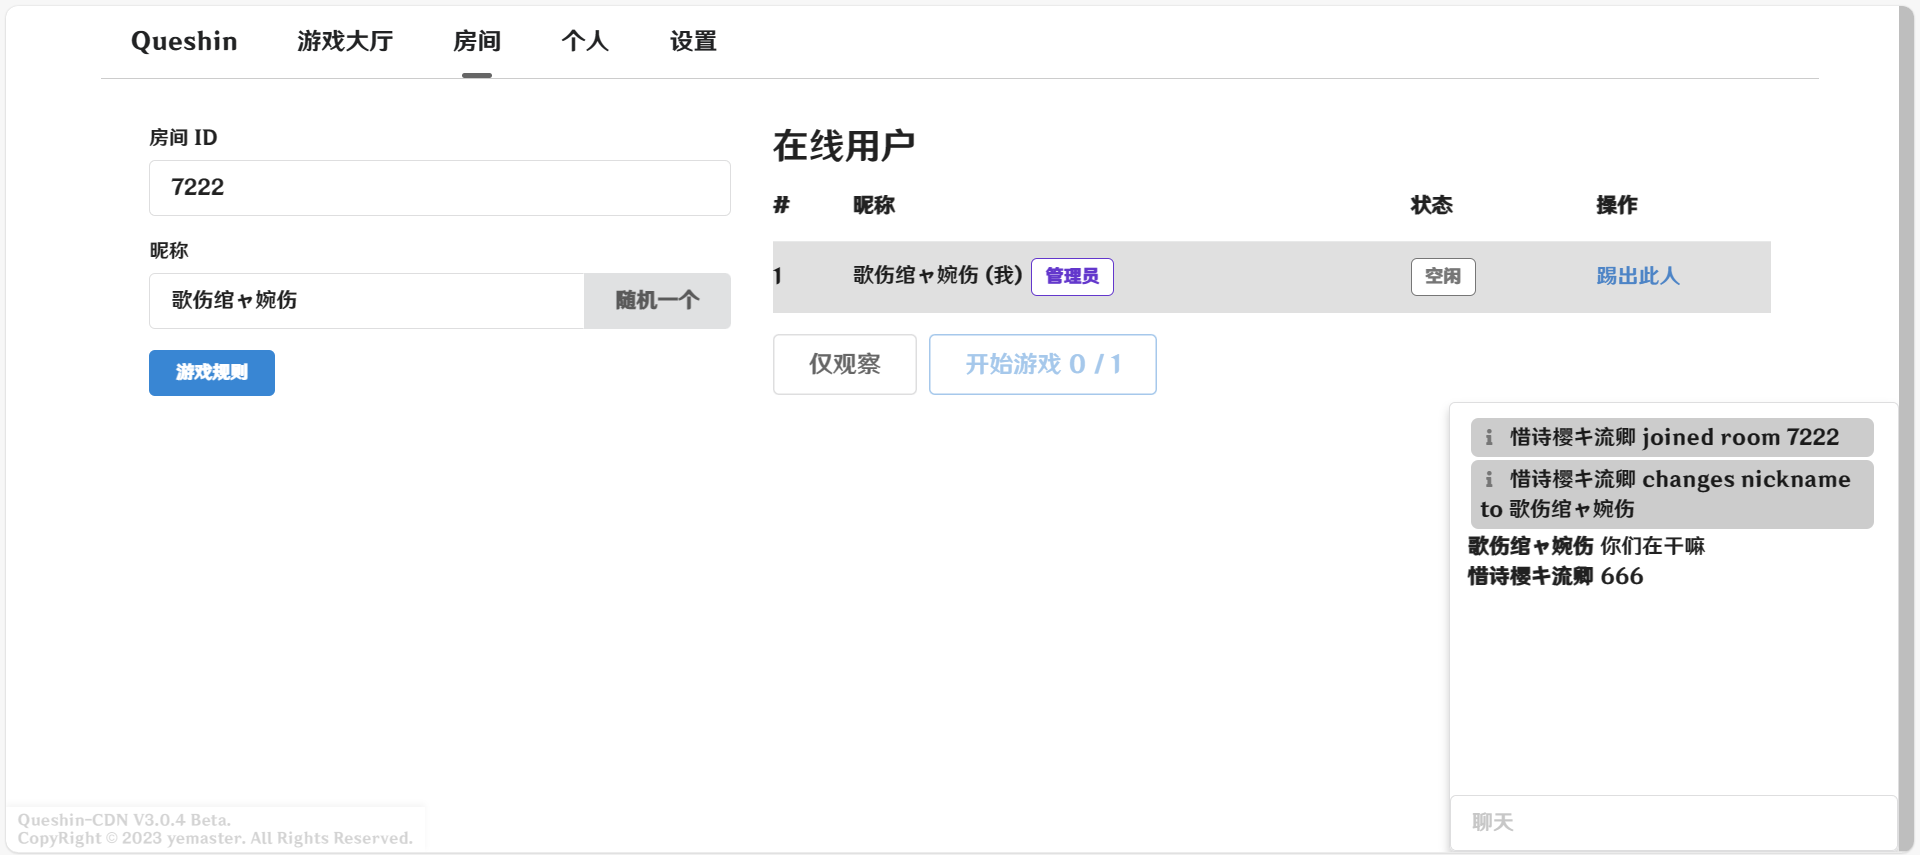 Queshin 游戏大厅 房间 个人 设置
房间 ID
7222
昵称
歌伤绾ャ婉伤 随机一个
游戏规则
在线用户
# 昵称 状态 操作
1 歌伤绾ャ婉伤 (我) 管理员 空闲 踢出此人
仅观察 开始游戏 0 / 1
惜诗樱キ流卿 joined room 7222
惜诗樱キ流卿 changes nickname
to 歌伤绾ャ婉伤
歌伤绾ャ婉伤 你们在干嘛
惜诗樱キ流卿 666
聊天
Queshin-CDN V3.0.4 Beta.
CopyRight © 2023 yemaster. All Rights Reserved.